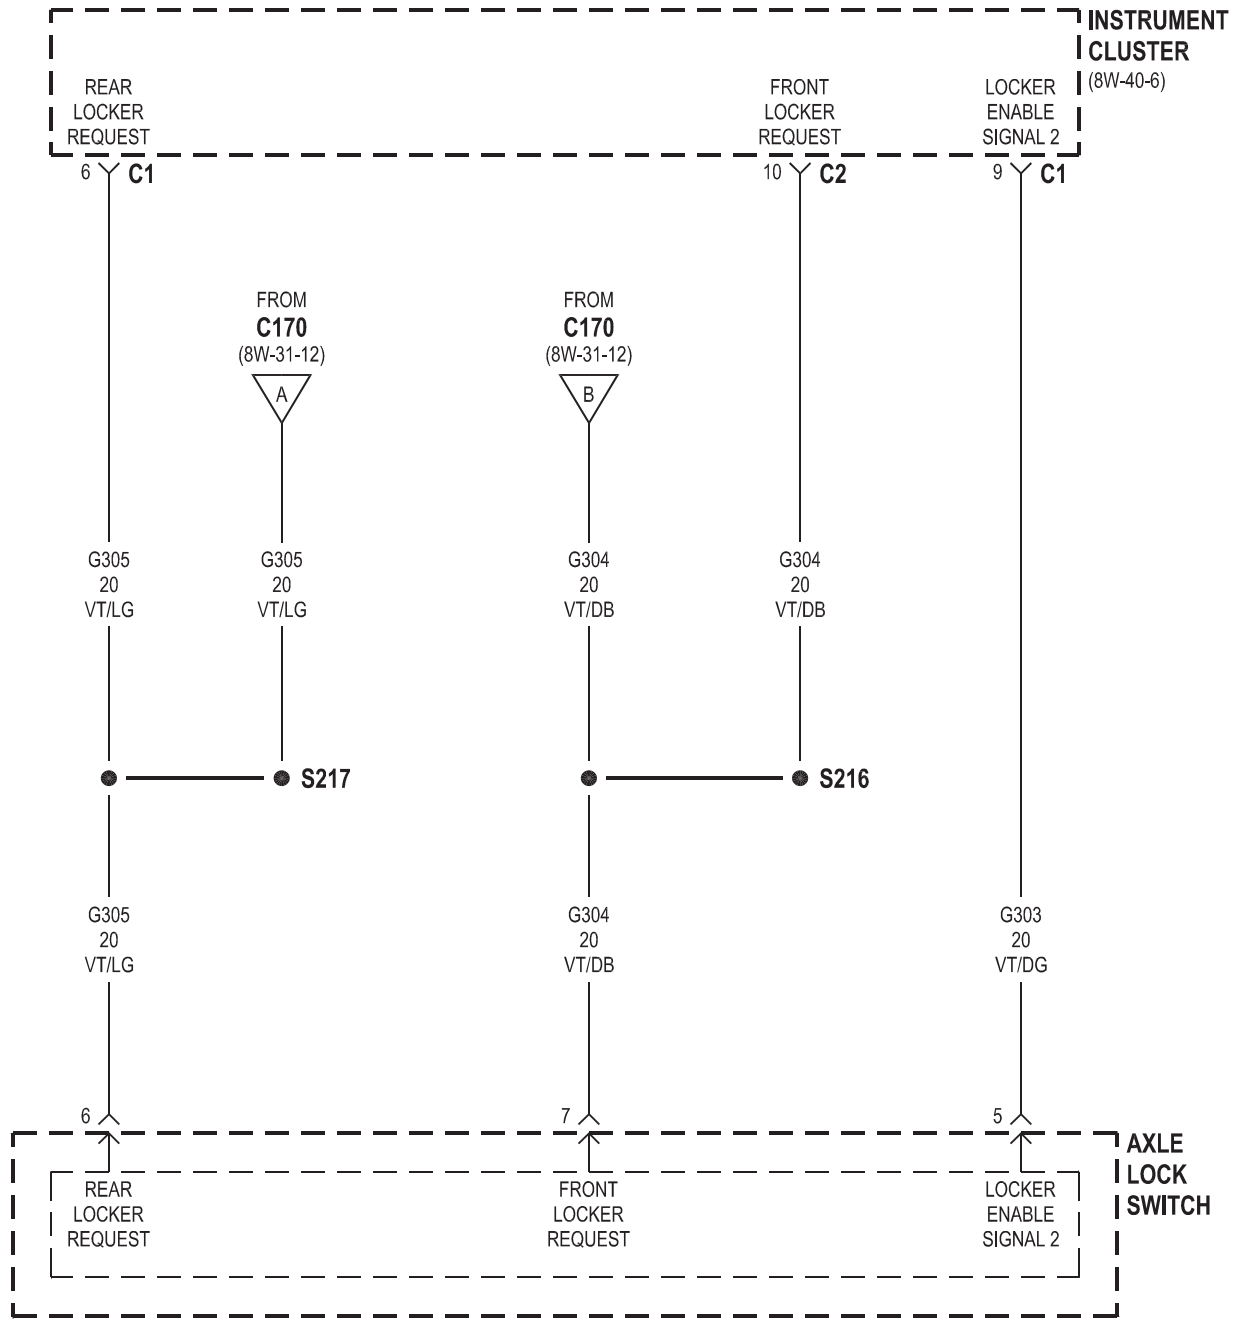 INSTRUMENT
CLUSTER
(8W-40-6)
REAR
LOCKER
REQUEST
FRONT
LOCKER
REQUEST
LOCKER
ENABLE
SIGNAL 2
6 C1
10 C2
9 C1
FROM
C170
(8W-31-12)
A
FROM
C170
(8W-31-12)
B
G305
20
VT/LG
G305
20
VT/LG
G304
20
VT/DB
G304
20
VT/DB
S217
S216
G305
20
VT/LG
G304
20
VT/DB
G303
20
VT/DG
6
7
5
AXLE
LOCK
SWITCH
REAR
LOCKER
REQUEST
FRONT
LOCKER
REQUEST
LOCKER
ENABLE
SIGNAL 2